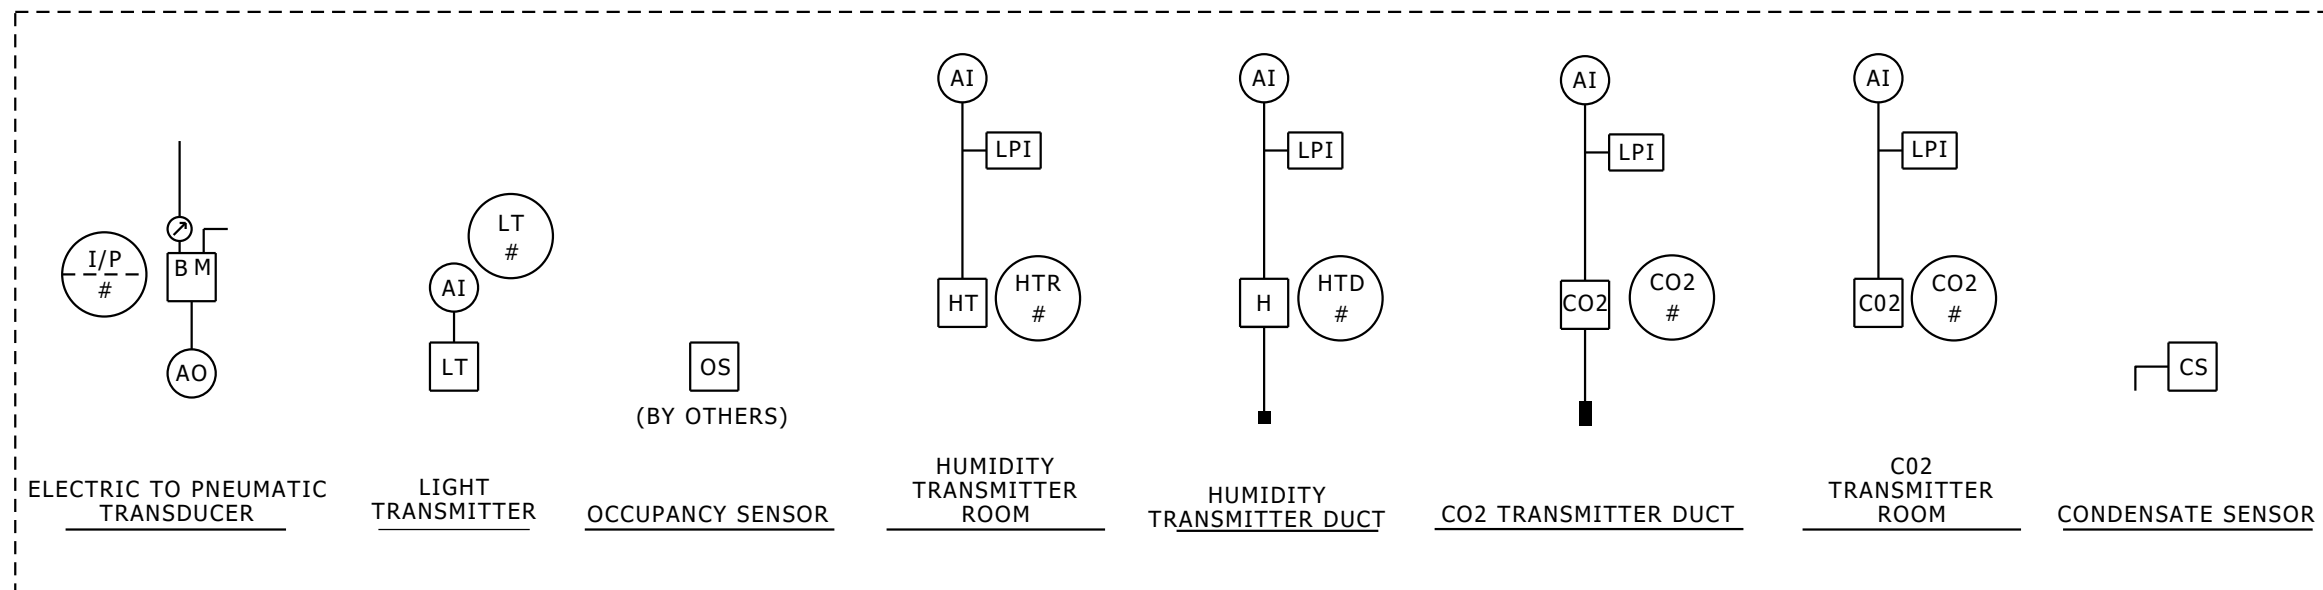 I/P
#
B M
AO
ELECTRIC TO PNEUMATIC
TRANSDUCER
LT
#
AI
LT
LIGHT
TRANSMITTER
OS
(BY OTHERS)
OCCUPANCY SENSOR
AI
LPI
HT
HTR
#
HUMIDITY
TRANSMITTER
ROOM
AI
LPI
H
HTD
#
HUMIDITY
TRANSMITTER DUCT
AI
LPI
CO2
CO2
#
CO2 TRANSMITTER DUCT
AI
LPI
C02
CO2
#
C02
TRANSMITTER
ROOM
CS
CONDENSATE SENSOR